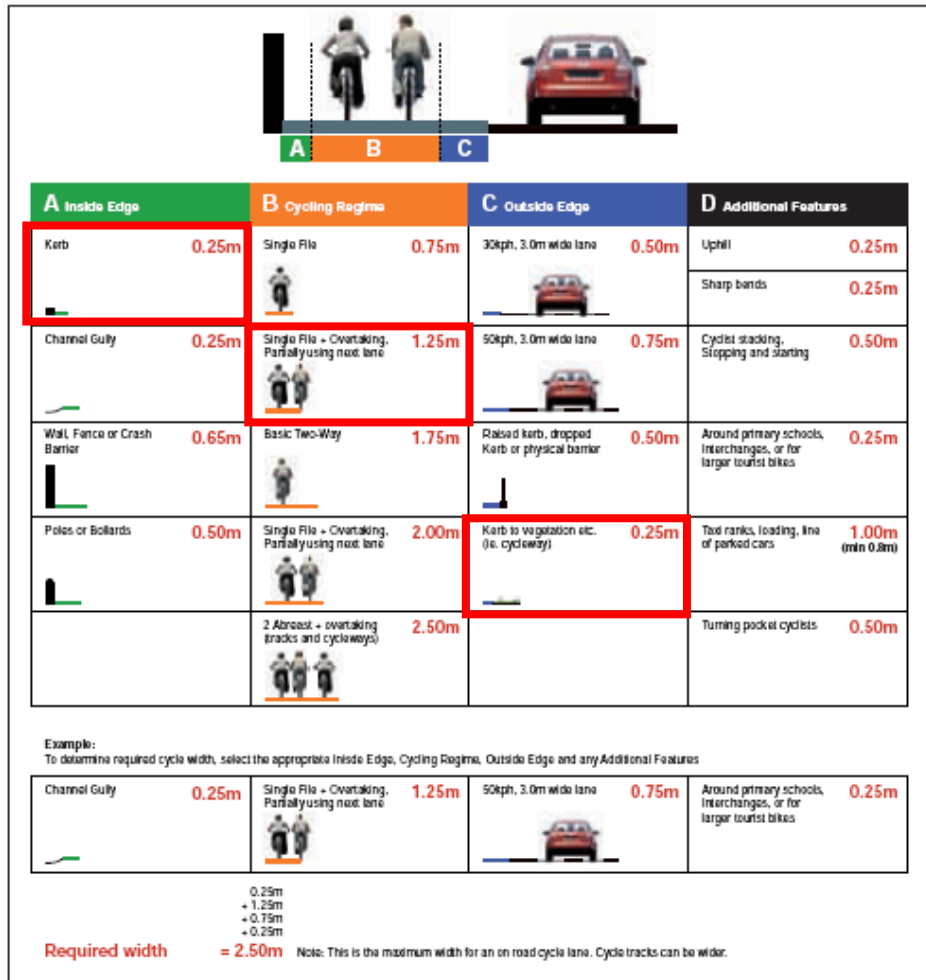 A B C
A Inside Edge
B Cycling Regime
C Outside Edge
D Additional Features
Kerb 0.25m
Single File 0.75m
30kph, 3.0m wide lane 0.50m
Uphill 0.25m
Sharp bends 0.25m
Channel Gully 0.25m
Single File + Overtaking, 1.25m
Partially using next lane
50kph, 3.0m wide lane 0.75m
Cyclist stacking, 0.50m
Stopping and starting
Wall, Fence or Crash 0.65m
Barrier
Basic Two-Way 1.75m
Raised kerb, dropped 0.50m
Kerb or physical barrier
Around primary schools, 0.25m
Interchanges, or for
larger tourist bikes
Poles or Bollards 0.50m
Single File + Overtaking, 2.00m
Partially using next lane
Kerb to vegetation etc. 0.25m
(ie. cycleway)
Taxi ranks, loading, line 1.00m
of parked cars (min 0.8m)
2 Abreast + overtaking 2.50m
(tracks and cycleways)
Turning pocket cyclists 0.50m
Example:
To determine required cycle width, select the appropriate Inisde Edge, Cycling Regime, Outside Edge and any Additional Features
Channel Gully 0.25m
Single File + Overtaking, 1.25m
Partially using next lane
50kph, 3.0m wide lane 0.75m
Around primary schools, 0.25m
Interchanges, or for
larger tourist bikes
0.25m
+ 1.25m
+ 0.75m
+ 0.25m
Required width = 2.50m Note: This is the maximum width for an on road cycle lane. Cycle tracks can be wider.